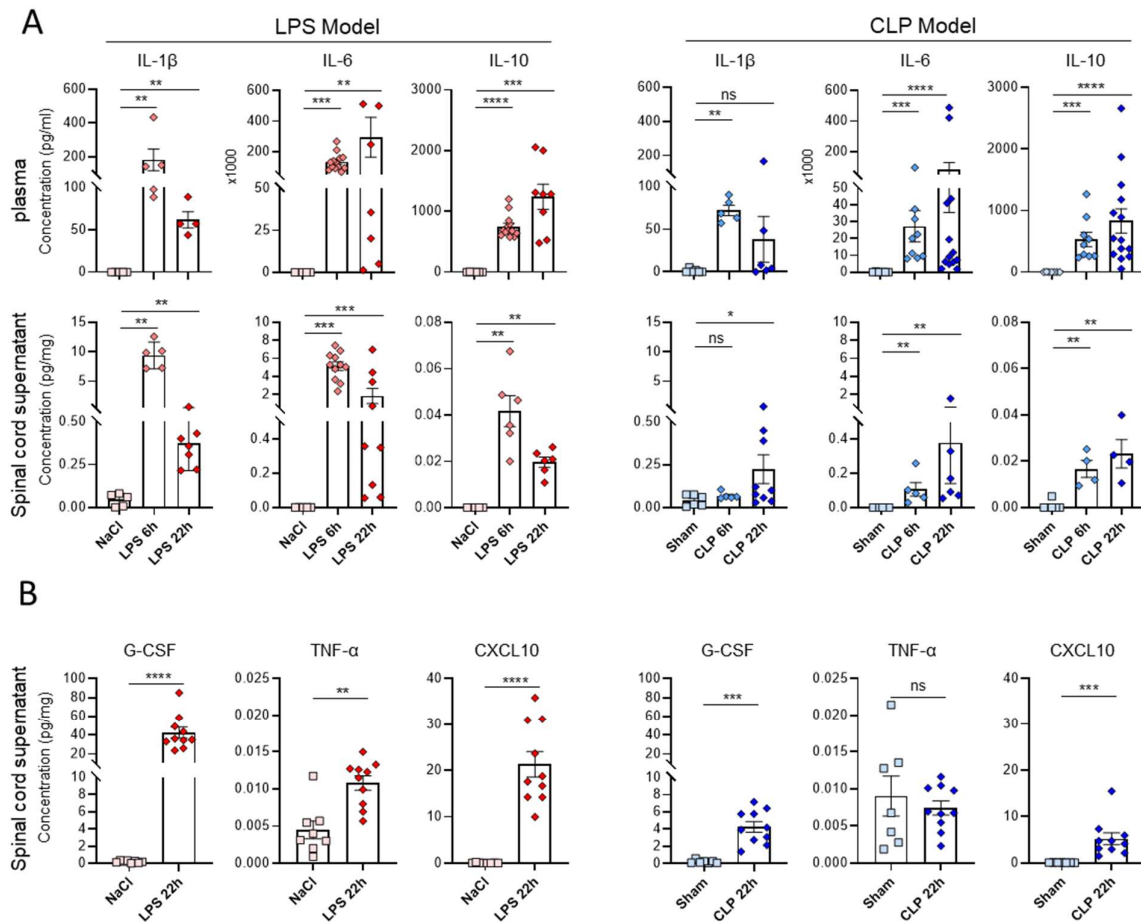 A
LPS Model
CLP Model
IL-1β
IL-6
IL-10
IL-1β
IL-6
IL-10
plasma
Concentration (pg/ml)
600
400
200
100
50
0
**
**
x1000
600
400
200
50
25
0
***
**
3000
2000
1000
0
****
***
600
400
200
100
50
0
**
ns
x1000
600
400
200
50
40
30
20
10
0
***
****
3000
2000
1000
0
***
****
Spinal cord supernatant
Concentration (pg/mg)
15
10
5
0.50
0.25
0.00
**
**
NaCl
LPS 6h
LPS 22h
10
8
6
4
2
0.4
0.2
0.0
***
***
NaCl
LPS 6h
LPS 22h
0.08
0.06
0.04
0.02
0.00
**
**
NaCl
LPS 6h
LPS 22h
15
10
5
0.50
0.25
0.00
ns
*
Sham
CLP 6h
CLP 22h
10
8
6
4
2
0.4
0.2
0.0
**
**
Sham
CLP 6h
CLP 22h
0.08
0.06
0.04
0.02
0.00
**
**
Sham
CLP 6h
CLP 22h
B
G-CSF
TNF-α
CXCL10
G-CSF
TNF-α
CXCL10
Spinal cord supernatant
Concentration (pg/mg)
100
80
60
40
20
10
8
6
4
2
0
****
NaCl
LPS 22h
0.025
0.020
0.015
0.010
0.005
0.000
**
NaCl
LPS 22h
40
30
20
10
0
****
NaCl
LPS 22h
100
80
60
40
20
10
8
6
4
2
0
***
Sham
CLP 22h
0.025
0.020
0.015
0.010
0.005
0.000
ns
Sham
CLP 22h
40
30
20
10
0
***
Sham
CLP 22h